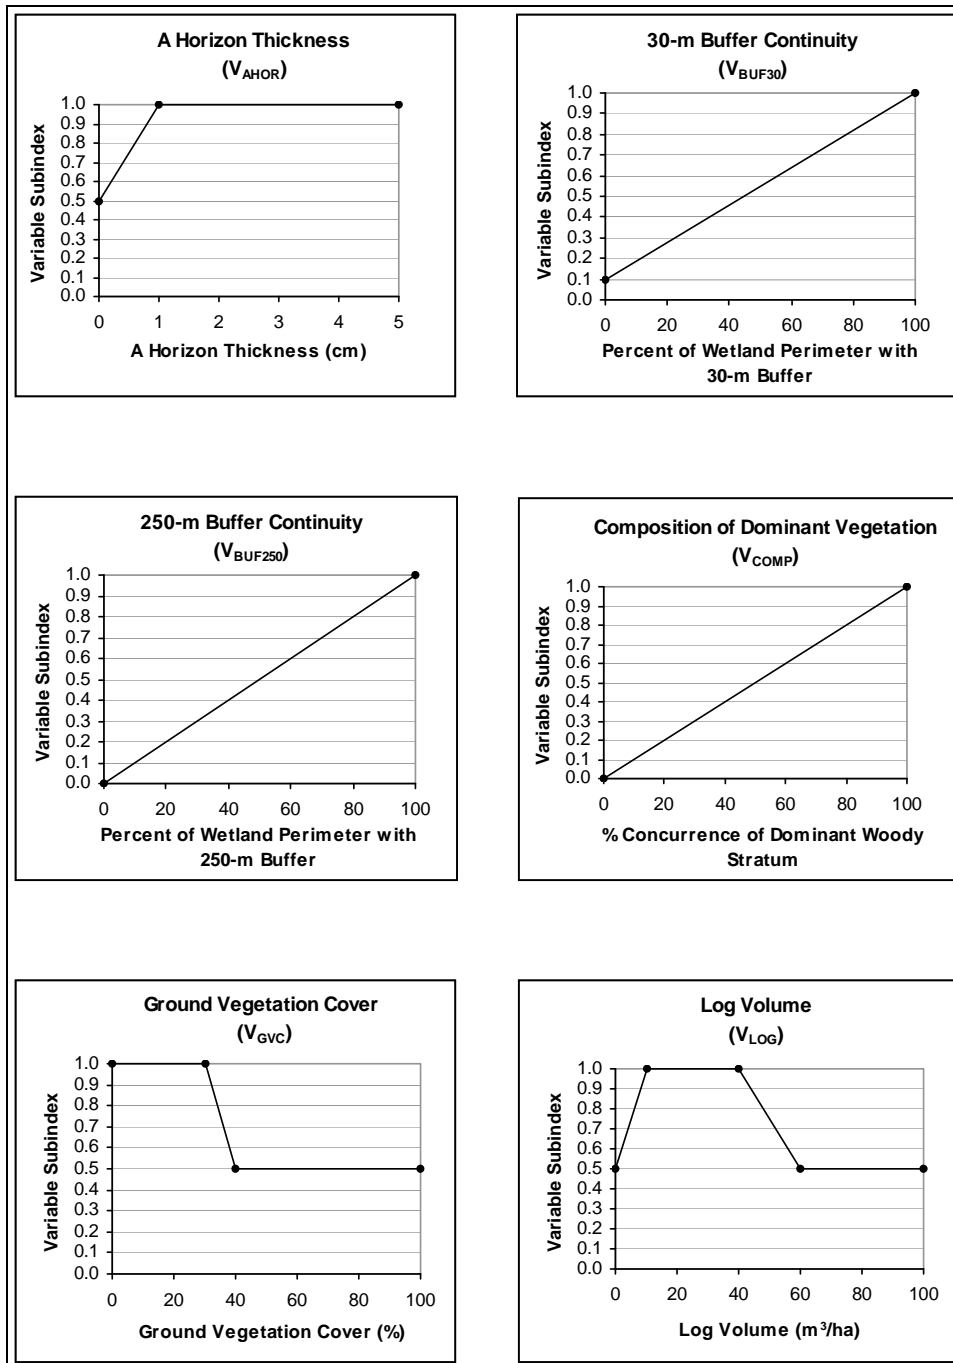 A Horizon Thickness
(V_AHOR)
1.0
0.9
0.8
0.7
0.6
0.5
0.4
0.3
0.2
0.1
0.0
Variable Subindex
0 1 2 3 4 5
A Horizon Thickness (cm)
30-m Buffer Continuity
(V_BUF30)
1.0
0.9
0.8
0.7
0.6
0.5
0.4
0.3
0.2
0.1
0.0
Variable Subindex
0 20 40 60 80 100
Percent of Wetland Perimeter with
30-m Buffer
250-m Buffer Continuity
(V_BUF250)
1.0
0.9
0.8
0.7
0.6
0.5
0.4
0.3
0.2
0.1
0.0
Variable Subindex
0 20 40 60 80 100
Percent of Wetland Perimeter with
250-m Buffer
Composition of Dominant Vegetation
(V_COMP)
1.0
0.9
0.8
0.7
0.6
0.5
0.4
0.3
0.2
0.1
0.0
Variable Subindex
0 20 40 60 80 100
% Concurrence of Dominant Woody
Stratum
Ground Vegetation Cover
(V_GVC)
1.0
0.9
0.8
0.7
0.6
0.5
0.4
0.3
0.2
0.1
0.0
Variable Subindex
0 20 40 60 80 100
Ground Vegetation Cover (%)
Log Volume
(V_LOG)
1.0
0.9
0.8
0.7
0.6
0.5
0.4
0.3
0.2
0.1
0.0
Variable Subindex
0 20 40 60 80 100
Log Volume (m³/ha)